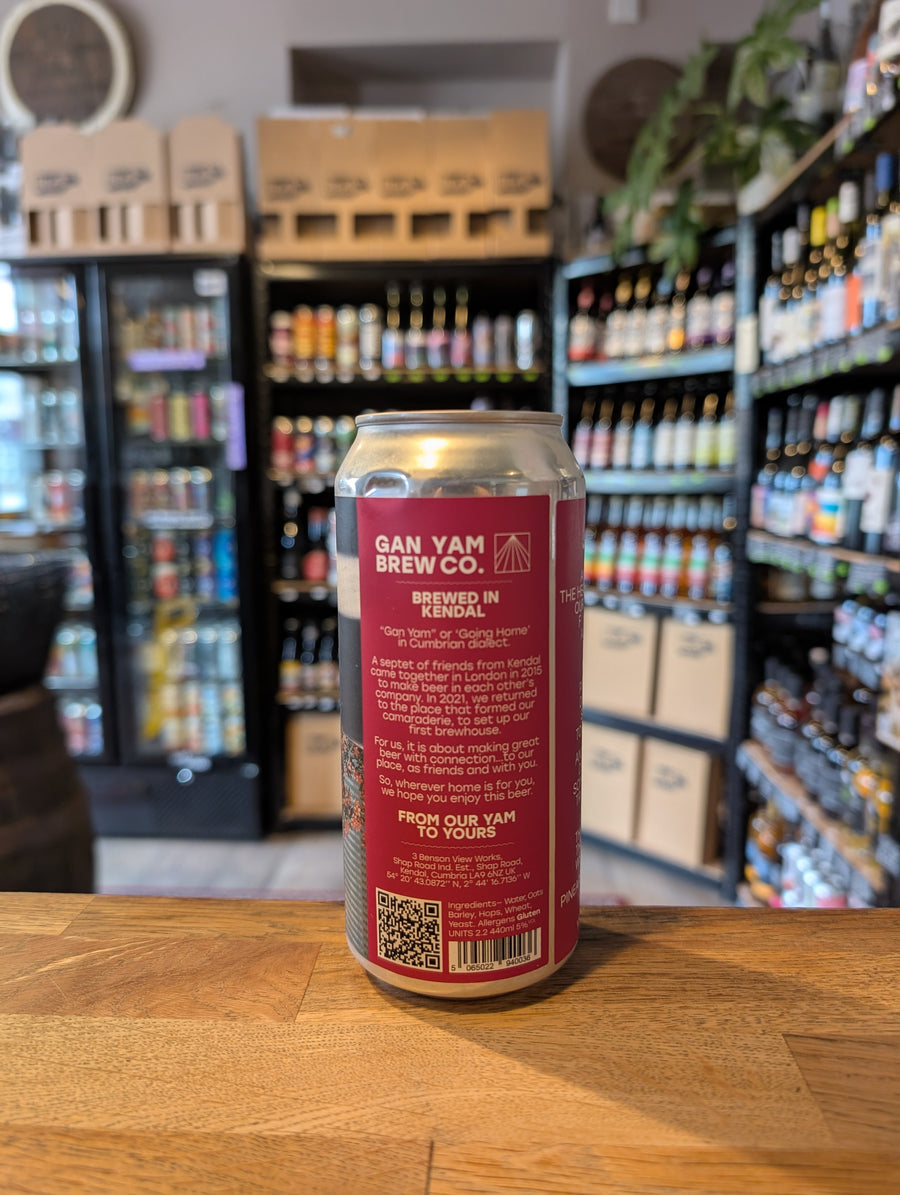 GAN YAM
BREW CO.
BREWED IN
KENDAL
"Gan Yam" or 'Going Home'
in Cumbrian dialect.
A septet of friends from Kendal
came together in London in 2015
to make beer in each other's
company. In 2021, we returned
to the place that formed our
camaraderie, to set up our
first brewhouse.
For us, it is about making great
beer with connection...to our
place, as friends and with you.
So, wherever home is for you,
we hope you enjoy this beer.
FROM OUR YAM
TO YOURS
3 Benson View Works,
Shap Road Ind. Est., Shap Road,
Kendal, Cumbria LA9 6NZ UK
54° 20' 43.0872'' N, 2° 44' 16.7136'' W
Ingredients– Water, Oats
Barley, Hops, Wheat,
Yeast. Allergens Gluten
UNITS 2.2 440ml 5%
5 065022 940036
THE